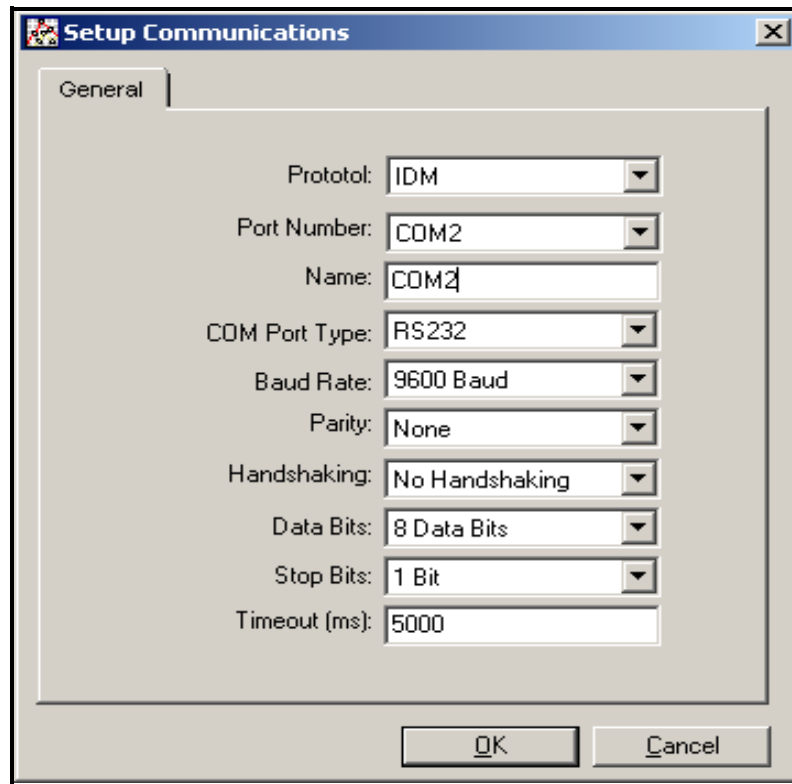 Setup Communications
General
Prototol: IDM
Port Number: COM2
Name: COM2
COM Port Type: RS232
Baud Rate: 9600 Baud
Parity: None
Handshaking: No Handshaking
Data Bits: 8 Data Bits
Stop Bits: 1 Bit
Timeout (ms): 5000
OK Cancel